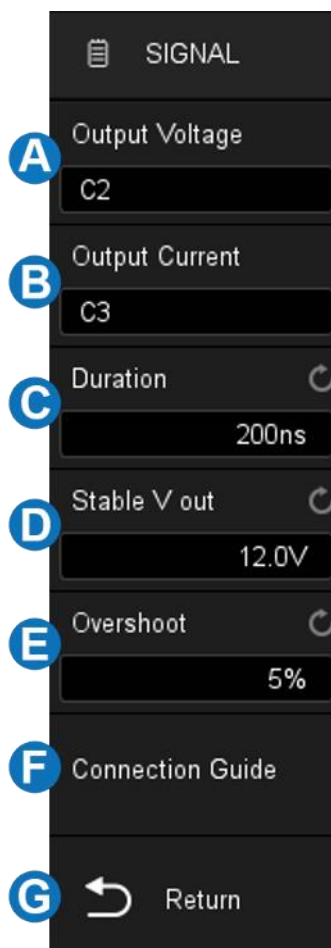 SIGNAL
A
Output Voltage
C2
B
Output Current
C3
C
Duration
200ns
D
Stable V out
12.0V
E
Overshoot
5%
F
Connection Guide
G
Return